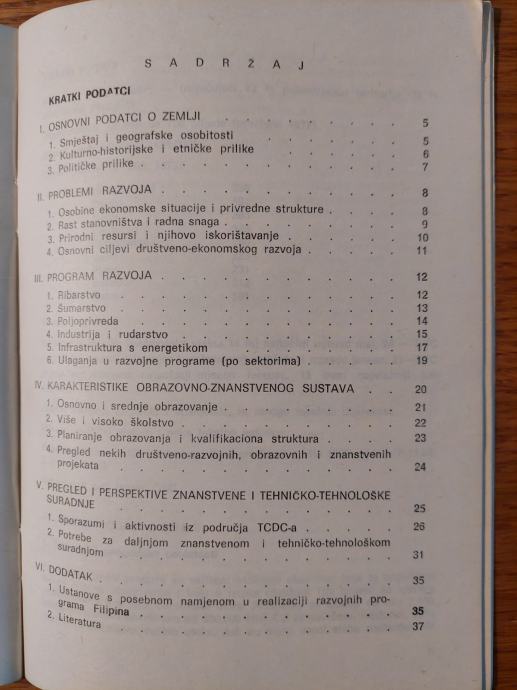 SADRŽAJ
KRATKI PODATCI
I. OSNOVNI PODATCI O ZEMLJI . . . . . . . . 5
1. Smještaj i geografske osobitosti . . . . . . . 5
2. Kulturno-historijske i etničke prilike . . . . . . 6
3. Političke prilike . . . . . . . . . . . 7
II. PROBLEMI RAZVOJA . . . . . . . . . . 8
1. Osobine ekonomske situacije i privredne strukture . . . . 8
2. Rast stanovništva i radna snaga . . . . . . . 9
3. Prirodni resursi i njihovo iskorištavanje . . . . . 10
4. Osnovni ciljevi društveno-ekonomskog razvoja . . . . 11
III. PROGRAM RAZVOJA . . . . . . . . . . 12
1. Ribarstvo . . . . . . . . . . . . 12
2. Šumarstvo . . . . . . . . . . . . 13
3. Poljoprivreda . . . . . . . . . . . 14
4. Industrija i rudarstvo . . . . . . . . . 15
5. Infrastruktura s energetikom . . . . . . . . 17
6. Ulaganja u razvojne programe (po sektorima) . . . . 19
IV. KARAKTERISTIKE OBRAZOVNO-ZNANSTVENOG SUSTAVA . . 20
1. Osnovno i srednje obrazovanje . . . . . . . 21
2. Više i visoko školstvo . . . . . . . . . 22
3. Planiranje obrazovanja i kvalifikaciona struktura . . . . 23
4. Pregled nekih društveno-razvojnih, obrazovnih i znanstvenih
projekata . . . . . . . . . . . . 24
V. PREGLED I PERSPEKTIVE ZNANSTVENE I TEHNIČKO-TEHNOLOŠKE
SURADNJE . . . . . . . . . . . . 25
1. Sporazumi i aktivnosti iz područja TCDC-a . . . . . 26
2. Potrebe za daljnjom znanstvenom i tehničko-tehnološkom
suradnjom . . . . . . . . . . . . 31
VI. DODATAK . . . . . . . . . . . . 35
1. Ustanove s posebnom namjenom u realizaciji razvojnih pro-
grama Filipina . . . . . . . . . . . 35
2. Literatura . . . . . . . . . . . . 37